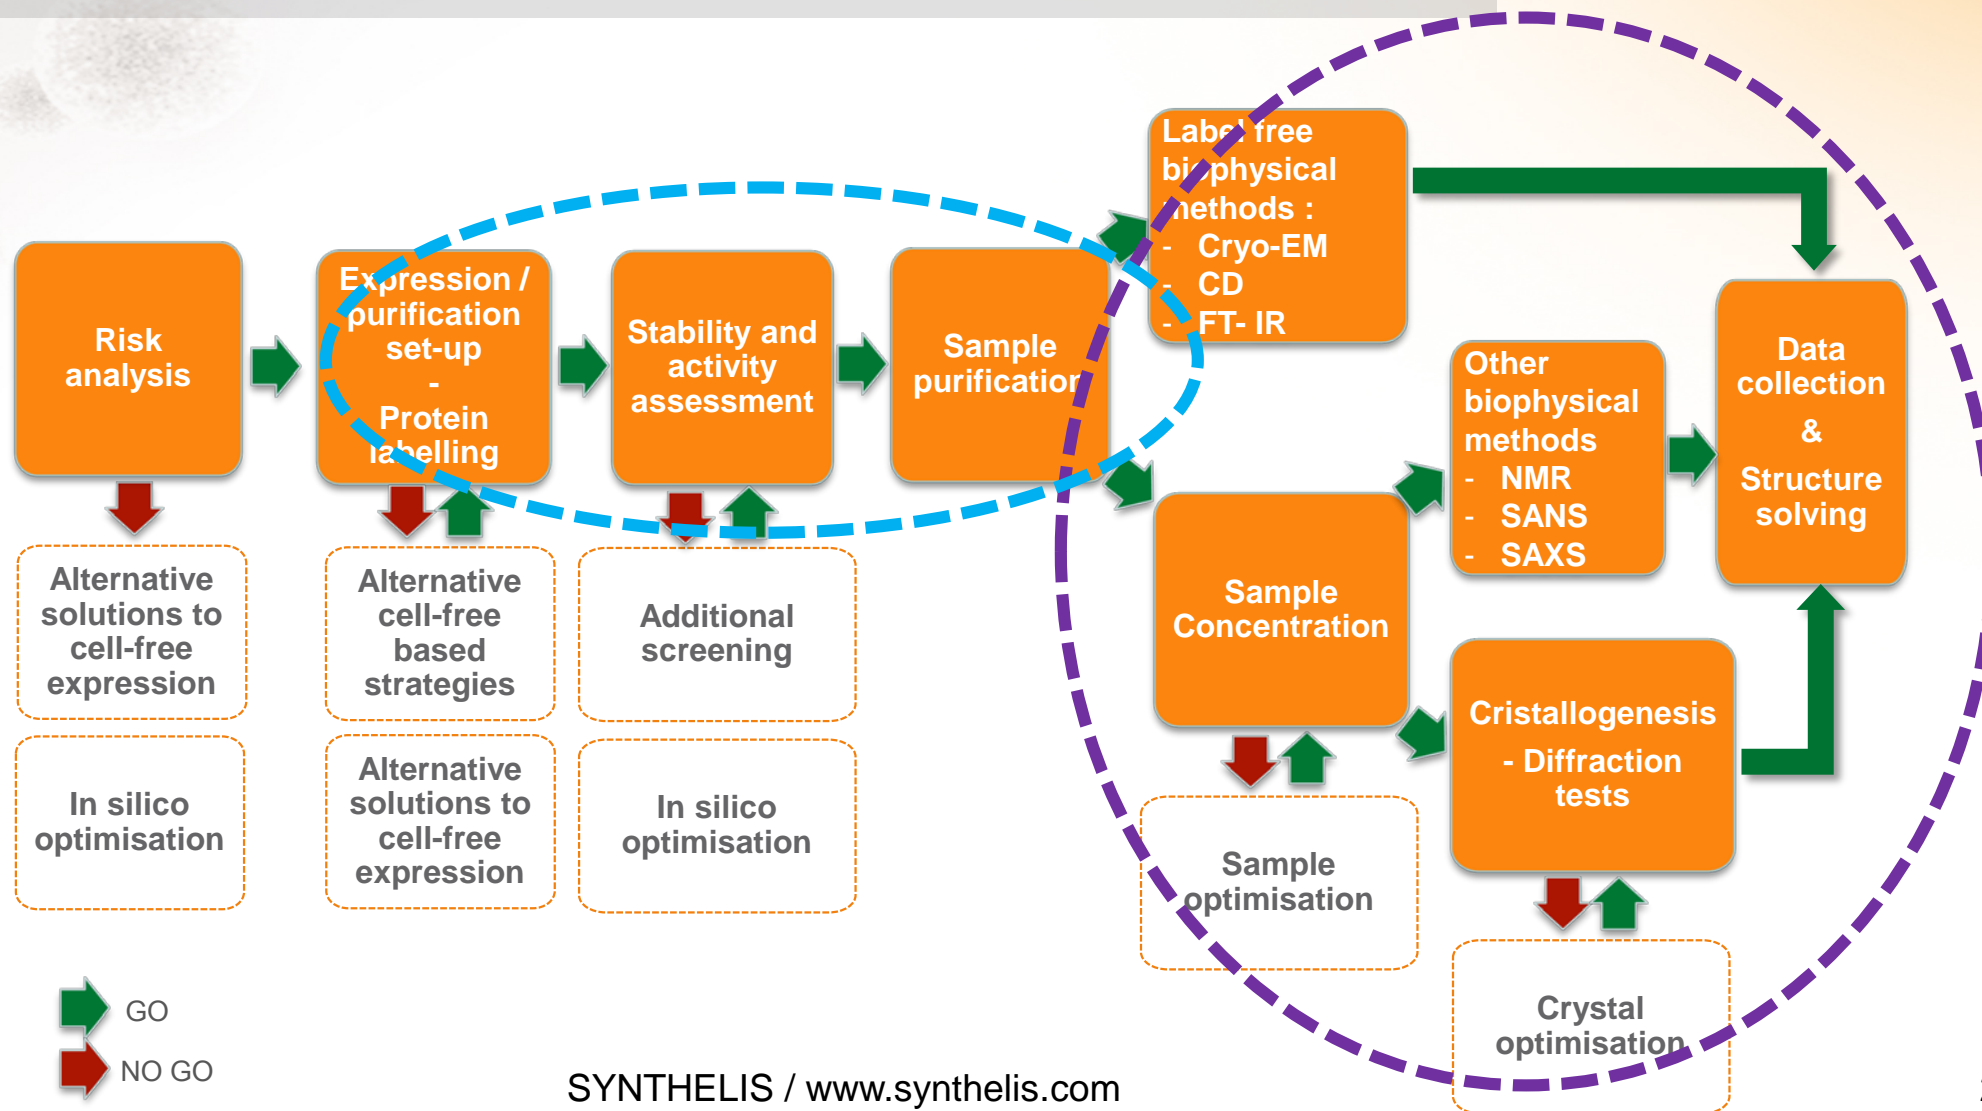 Risk
analysis
Expression /
purification
set-up
-
Protein
labelling
Stability and
activity
assessment
Sample
purification
Label free
biophysical
methods :
- Cryo-EM
- CD
- FT- IR
Other
biophysical
methods
- NMR
- SANS
- SAXS
Data
collection
&
Structure
solving
Sample
Concentration
Cristallogenesis
- Diffraction
tests
Alternative
solutions to
cell-free
expression
In silico
optimisation
Alternative
cell-free
based
strategies
Alternative
solutions to
cell-free
expression
Additional
screening
In silico
optimisation
Sample
optimisation
Crystal
optimisation
GO
NO GO
SYNTHELIS / www.synthelis.com